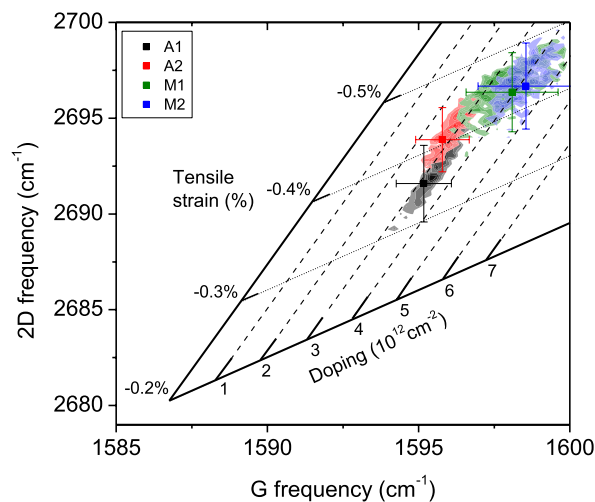 2700
2695
2690
2685
2680
2D frequency (cm⁻¹)
A1
A2
M1
M2
-0.5%
Tensile
strain (%)
-0.4%
-0.3%
-0.2%
1
2
3
4
5
6
7
Doping (10¹²cm⁻²)
1585
1590
1595
1600
G frequency (cm⁻¹)